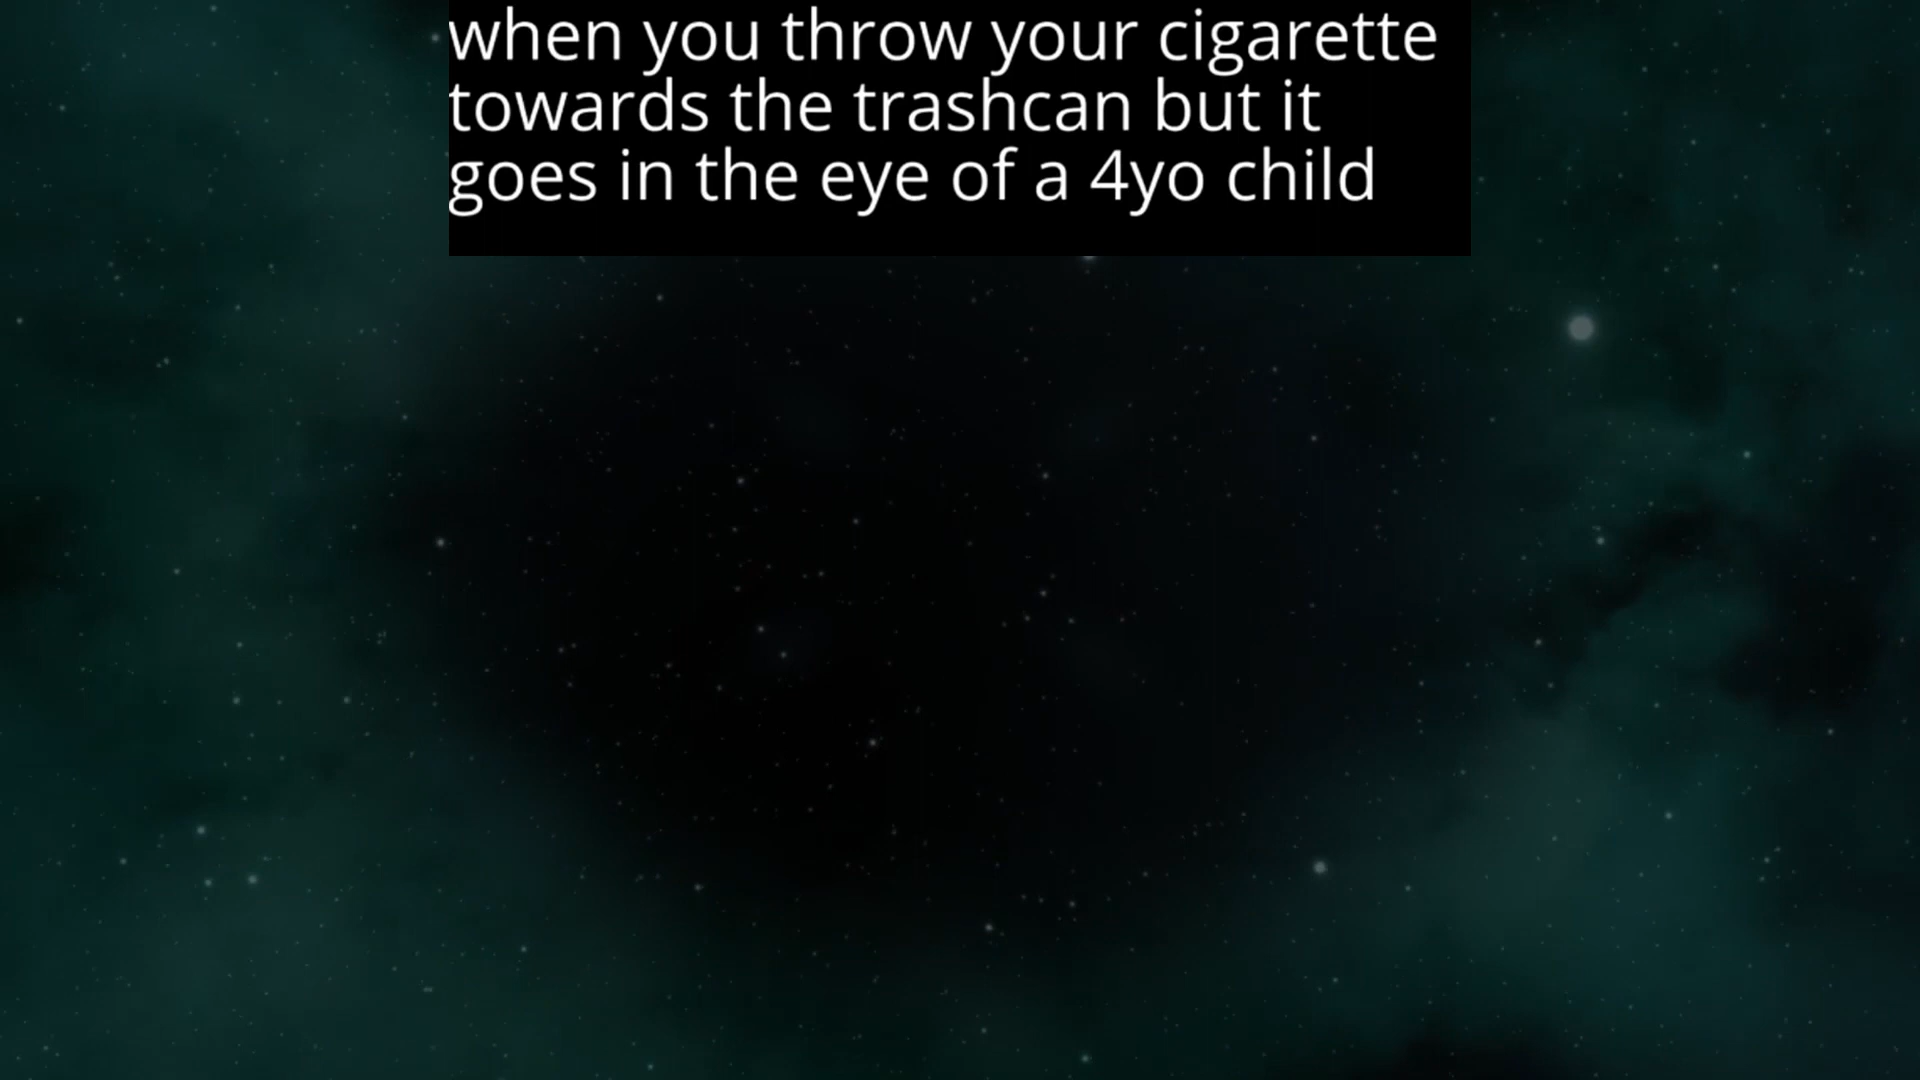 when you throw your cigarette
towards the trashcan but it
goes in the eye of a 4yo child